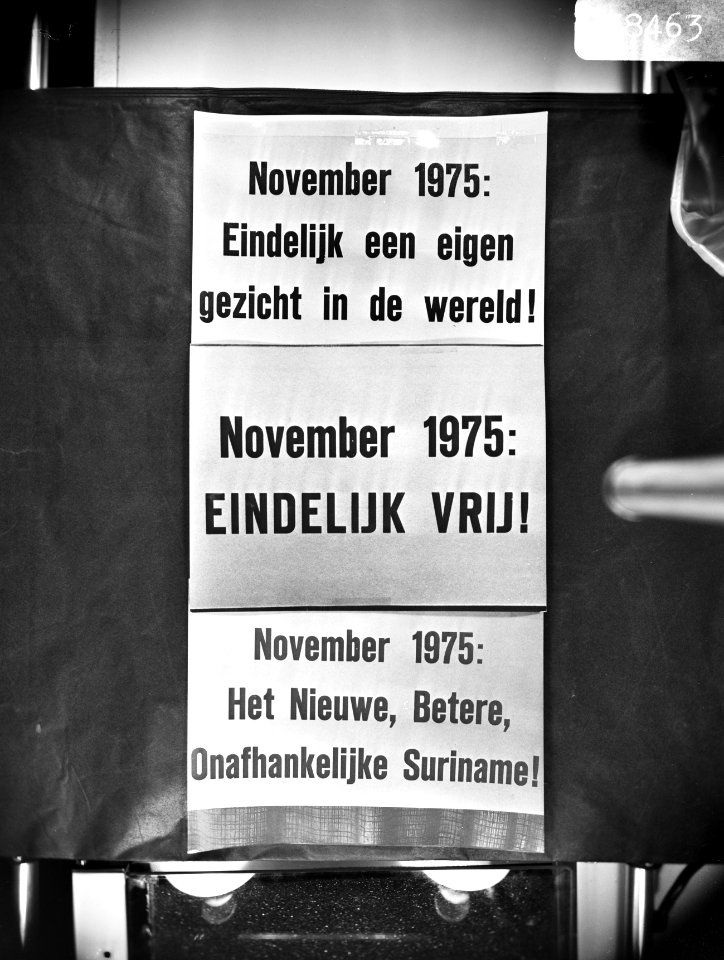 8463
November 1975:
Eindelijk een eigen
gezicht in de wereld!
November 1975:
EINDELIJK VRIJ!
November 1975:
Het Nieuwe, Betere,
Onafhankelijke Suriname!